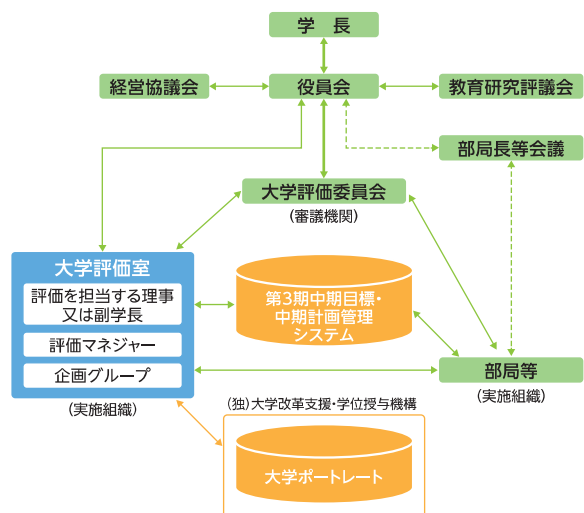 学 長
経営協議会
役員会
教育研究評議会
部局長等会議
大学評価委員会
(審議機関)
大学評価室
評価を担当する理事
又は副学長
評価マネジャー
企画グループ
(実施組織)
第3期中期目標・
中期計画管理
システム
部局等
(実施組織)
(独)大学改革支援・学位授与機構
大学ポートレート